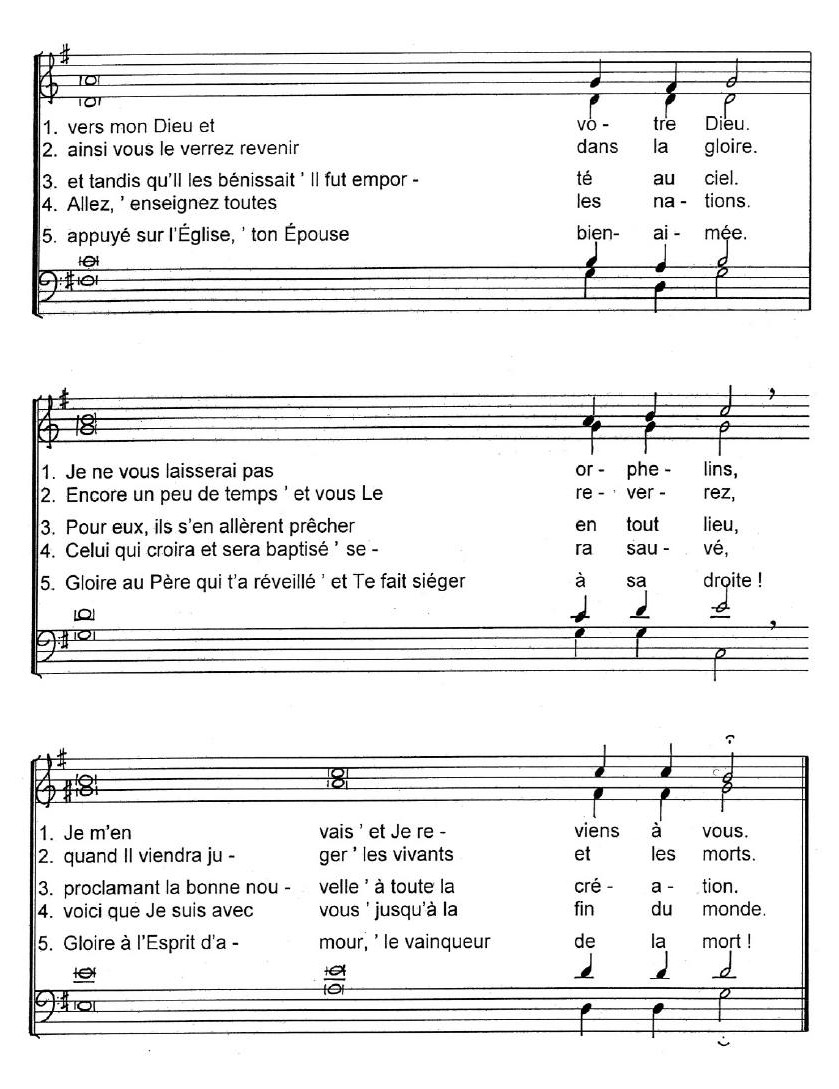 1. vers mon Dieu et vo - tre Dieu.
2. ainsi vous le verrez revenir dans la gloire.
3. et tandis qu'Il les bénissait ' Il fut empor - té au ciel.
4. Allez, ' enseignez toutes les na - tions.
5. appuyé sur l'Église, ' ton Épouse bien- ai - mée.
1. Je ne vous laisserai pas or - phe - lins,
2. Encore un peu de temps ' et vous Le re - ver - rez,
3. Pour eux, ils s'en allèrent prêcher en tout lieu,
4. Celui qui croira et sera baptisé ' se - ra sau - vé,
5. Gloire au Père qui t'a réveillé ' et Te fait siéger à sa droite !
1. Je m'en vais ' et Je re - viens à vous.
2. quand Il viendra ju - ger ' les vivants et les morts.
3. proclamant la bonne nou - velle ' à toute la cré - a - tion.
4. voici que Je suis avec vous ' jusqu'à la fin du monde.
5. Gloire à l'Esprit d'a - mour, ' le vainqueur de la mort !